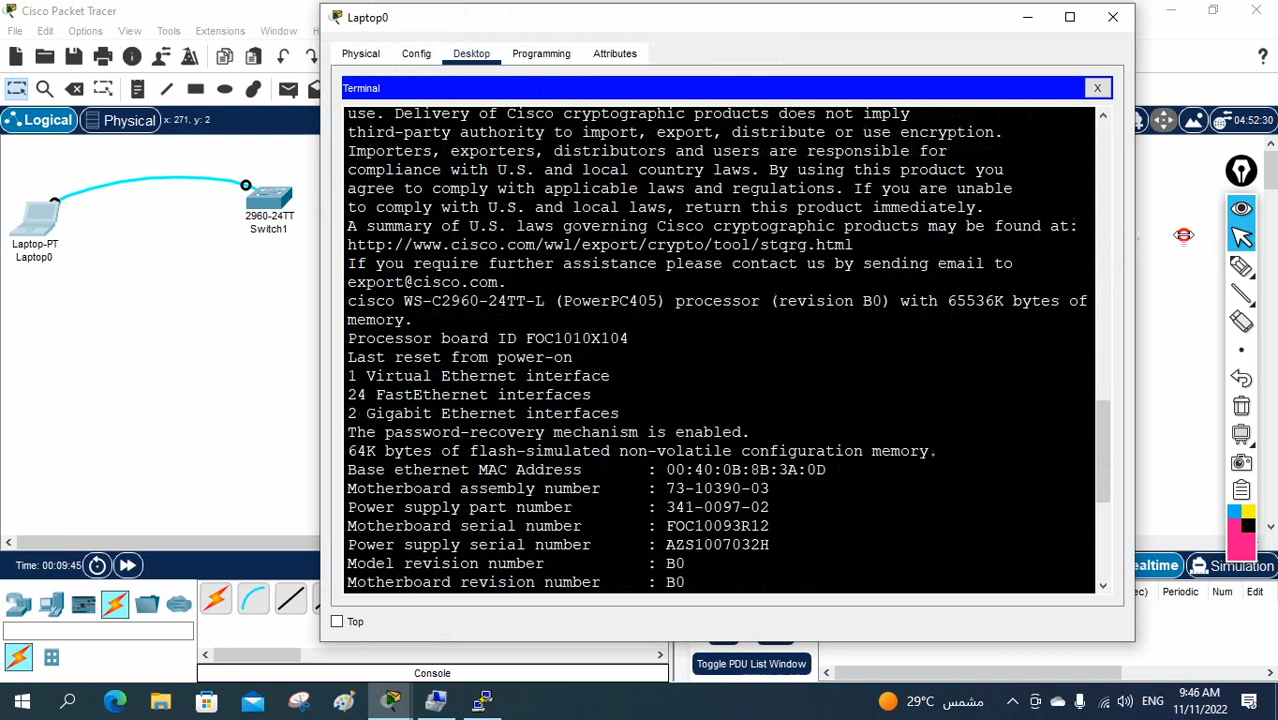 Cisco Packet Tracer
File Edit Options View Tools Extensions Window
Logical Physical x: 271, y: 2
04:52:30
Laptop-PT
Laptop0
2960-24TT
Switch1
Laptop0
Physical Config Desktop Programming Attributes
Terminal X
use. Delivery of Cisco cryptographic products does not imply
third-party authority to import, export, distribute or use encryption.
Importers, exporters, distributors and users are responsible for
compliance with U.S. and local country laws. By using this product you
agree to comply with applicable laws and regulations. If you are unable
to comply with U.S. and local laws, return this product immediately.
A summary of U.S. laws governing Cisco cryptographic products may be found at:
http://www.cisco.com/wwl/export/crypto/tool/stqrg.html
If you require further assistance please contact us by sending email to
export@cisco.com.
cisco WS-C2960-24TT-L (PowerPC405) processor (revision B0) with 65536K bytes of
memory.
Processor board ID FOC1010X104
Last reset from power-on
1 Virtual Ethernet interface
24 FastEthernet interfaces
2 Gigabit Ethernet interfaces
The password-recovery mechanism is enabled.
64K bytes of flash-simulated non-volatile configuration memory.
Base ethernet MAC Address : 00:40:0B:8B:3A:0D
Motherboard assembly number : 73-10390-03
Power supply part number : 341-0097-02
Motherboard serial number : FOC10093R12
Power supply serial number : AZS1007032H
Model revision number : B0
Motherboard revision number : B0
Top
Time: 00:09:45
Realtime Simulation
Periodic Num Edit
Console
Toggle PDU List Window
29°C مشمس
ENG
9:46 AM
11/11/2022